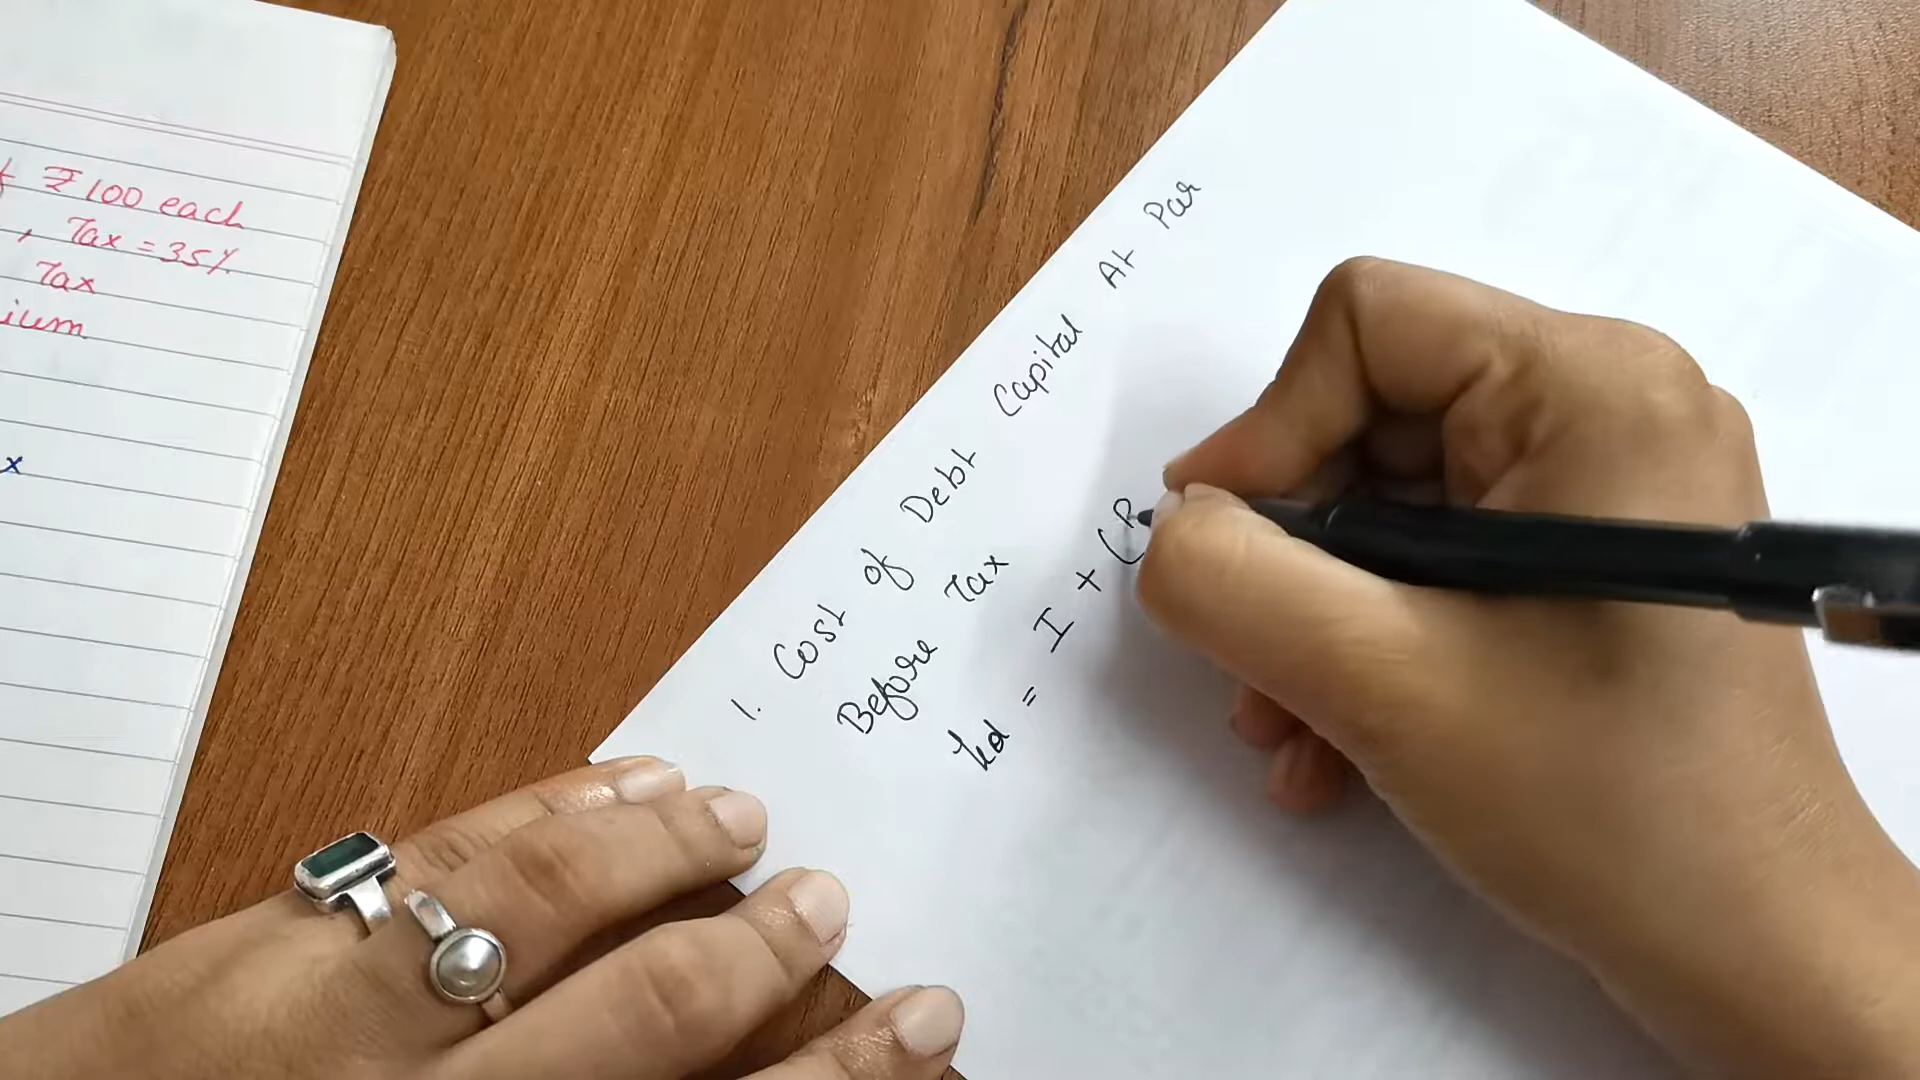 ₹100 each
, Tax = 35%
Tax
ium
x
1. Cost of Debt Capital At Par
Before Tax
Kd = I + (R